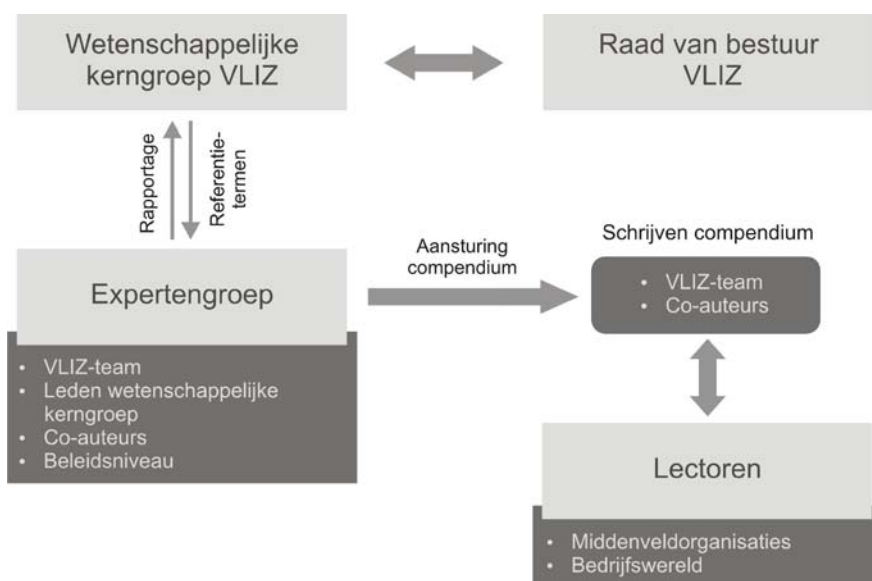 Wetenschappelijke
kerngroep VLIZ
Raad van bestuur
VLIZ
Rapportage
Referentie-
termen
Expertengroep
• VLIZ-team
• Leden wetenschappelijke
kerngroep
• Co-auteurs
• Beleidsniveau
Aansturing
compendium
Schrijven compendium
• VLIZ-team
• Co-auteurs
Lectoren
• Middenveldorganisaties
• Bedrijfswereld